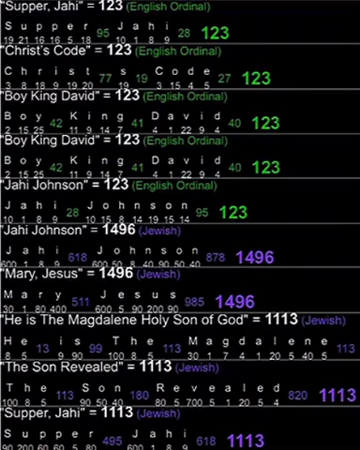 "Supper, Jahi" = 123 (English Ordinal)
S u p p e r J a h i
19 21 16 16 5 18 95 10 1 8 9 28 123
"Christ's Code" = 123 (English Ordinal)
C h r i s t s C o d e
3 8 18 9 19 20 77 19 19 3 15 4 5 27 123
"Boy King David" = 123 (English Ordinal)
B o y K i n g D a v i d
2 15 25 42 11 9 14 7 41 4 1 22 9 4 40 123
"Boy King David" = 123 (English Ordinal)
B o y K i n g D a v i d
2 15 25 42 11 9 14 7 41 4 1 22 9 4 40 123
"Jahi Johnson" = 123 (English Ordinal)
J a h i J o h n s o n
10 1 8 9 28 10 15 8 14 19 15 14 95 123
"Jahi Johnson" = 1496 (Jewish)
J a h i J o h n s o n
600 1 8 9 618 600 50 8 40 90 50 40 878 1496
"Mary, Jesus" = 1496 (Jewish)
M a r y J e s u s
30 1 80 400 511 600 5 90 200 90 985 1496
"He is The Magdalene Holy Son of God" = 1113 (Jewish)
H e i s T h e M a g d a l e n e
8 5 13 9 90 99 100 8 5 113 30 1 7 4 1 20 5 40 5 113
"The Son Revealed" = 1113 (Jewish)
T h e S o n R e v e a l e d
100 8 5 113 90 50 40 180 80 5 700 5 1 20 5 4 820 1113
"Supper, Jahi" = 1113 (Jewish)
S u p p e r J a h i
90 200 60 60 5 80 495 600 1 8 9 618 1113